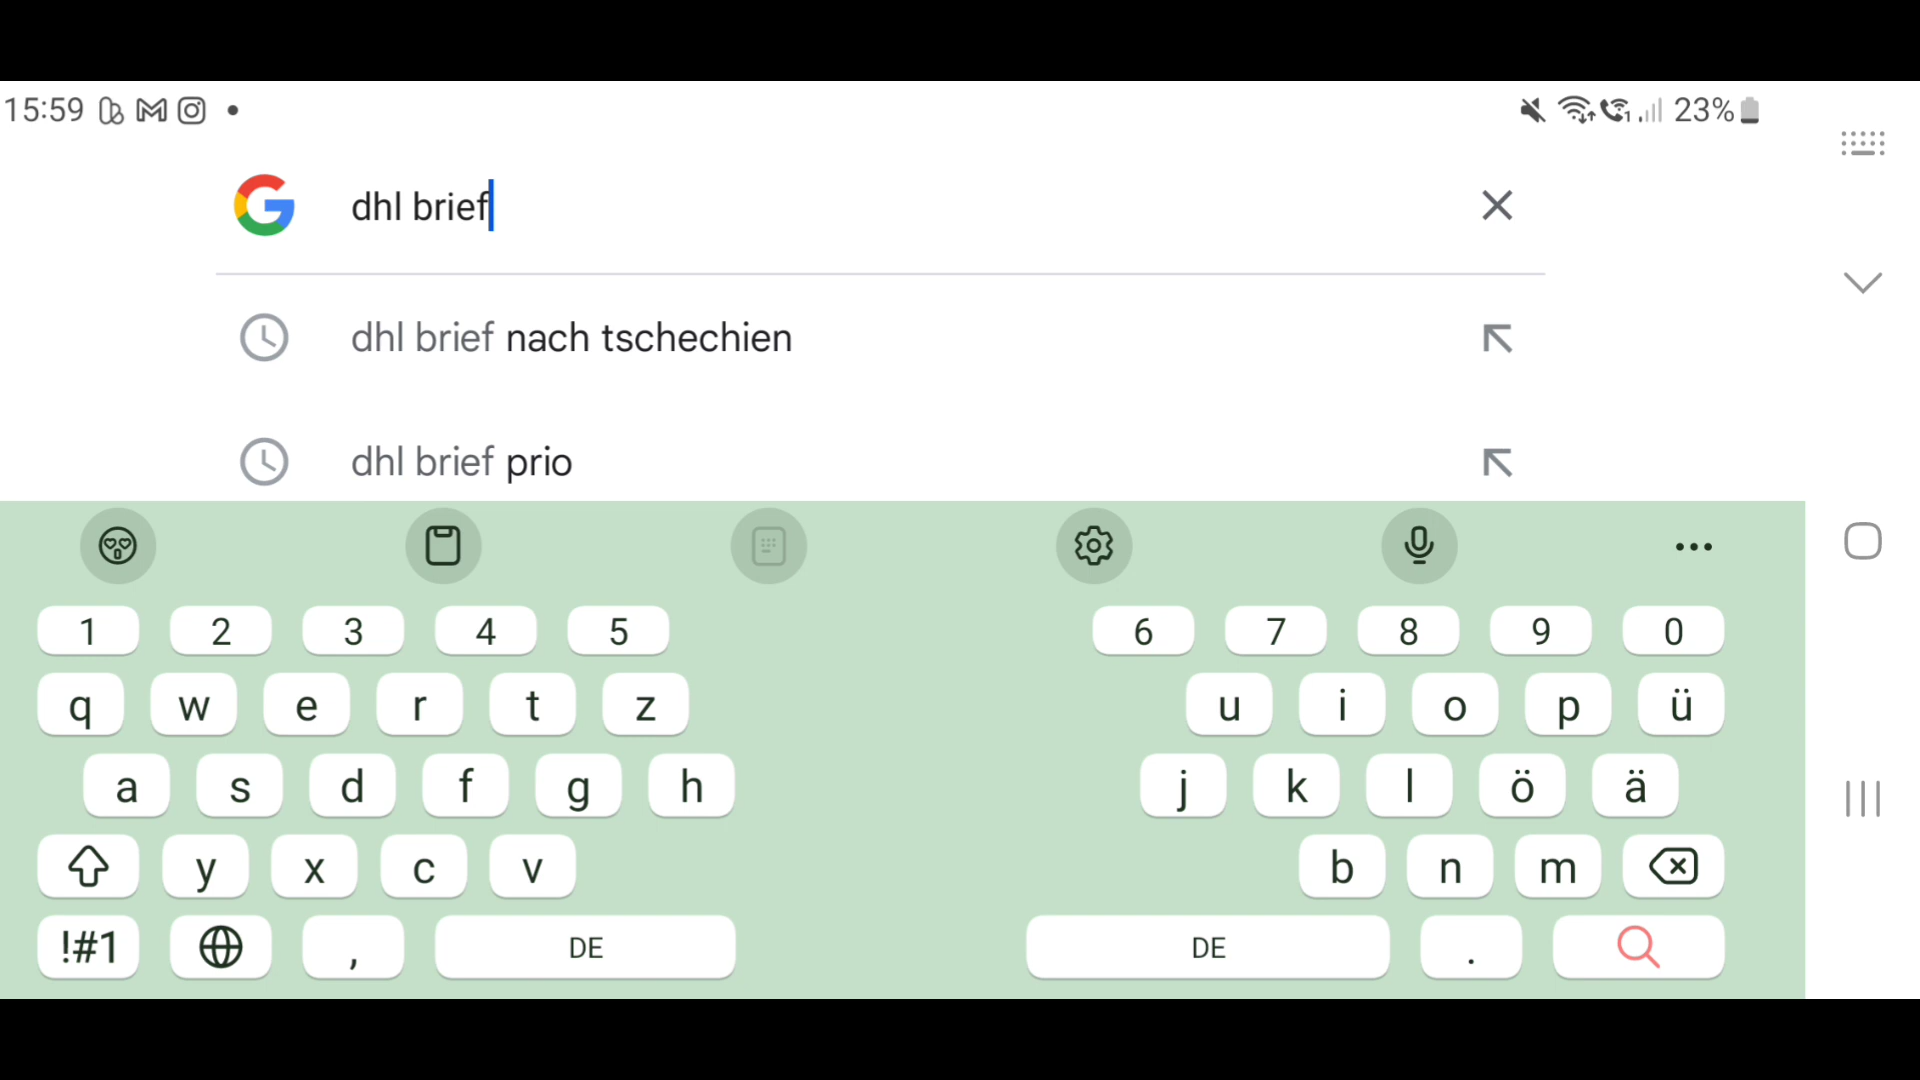 15:59 23%
dhl brief
dhl brief nach tschechien
dhl brief prio
1 2 3 4 5 6 7 8 9 0
q w e r t z u i o p ü
a s d f g h j k l ö ä
y x c v b n m
!#1 , DE DE .